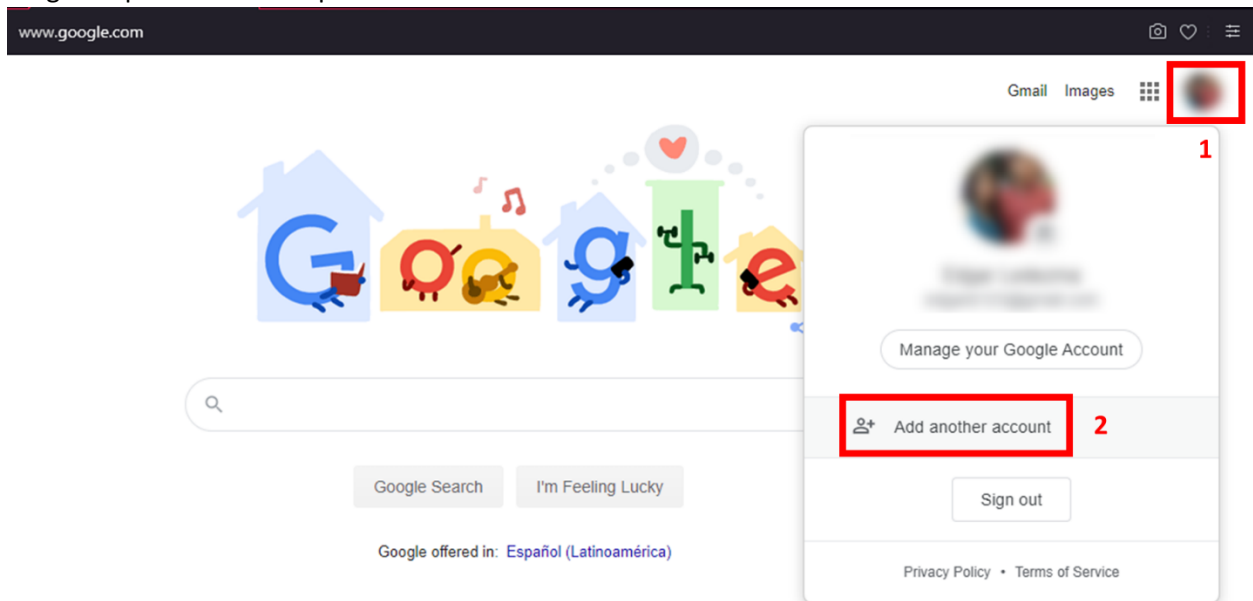 www.google.com
Gmail Images
1
Google
Manage your Google Account
Add another account 2
Google Search I'm Feeling Lucky
Sign out
Google offered in: Español (Latinoamérica)
Privacy Policy • Terms of Service